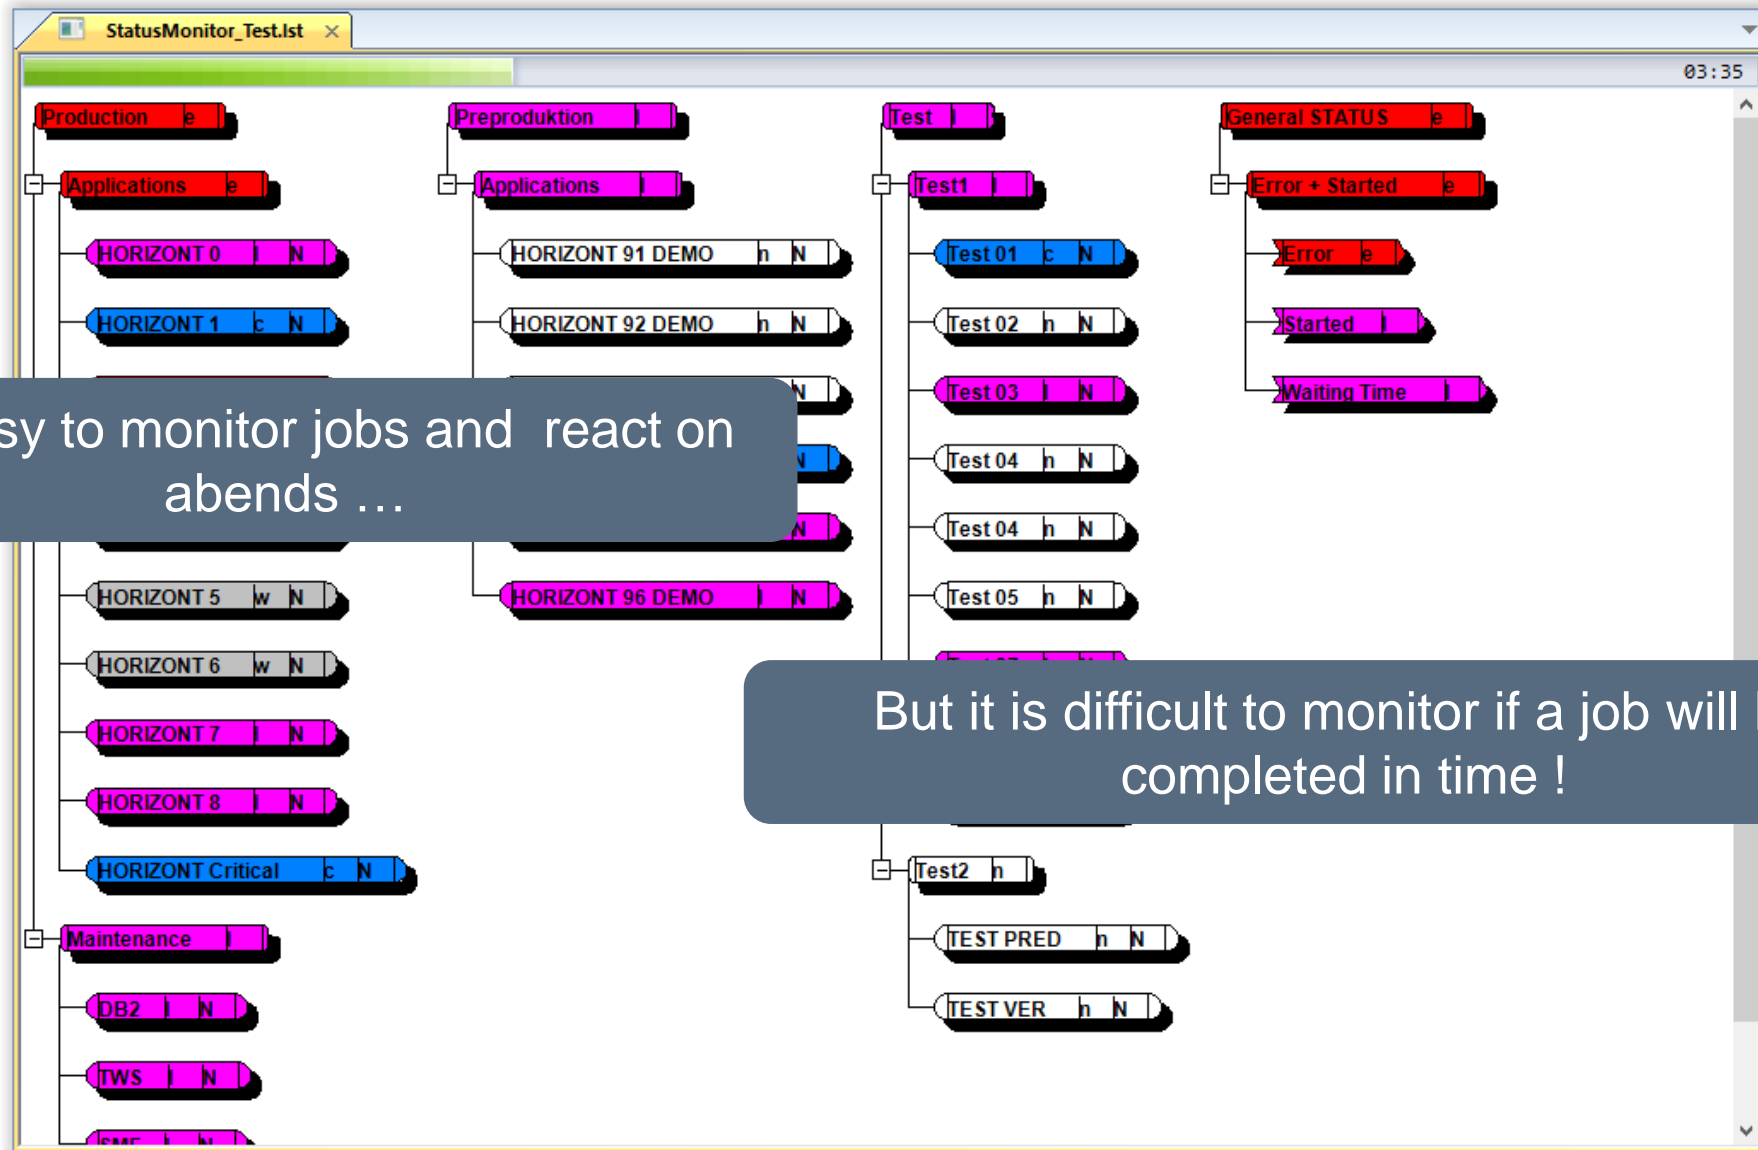 StatusMonitor_Test.lst
03:35
Production e
Applications e
HORIZONT 0 I N
HORIZONT 1 c N
HORIZONT 5 w N
HORIZONT 6 w N
HORIZONT 7 I N
HORIZONT 8 I N
HORIZONT Critical c N
Maintenance I
DB2 I N
TWS I N
Preproduktion I
Applications I
HORIZONT 91 DEMO n N
HORIZONT 92 DEMO n N
N
N
N
HORIZONT 96 DEMO I N
Test I
Test1 I
Test 01 c N
Test 02 n N
Test 03 I N
Test 04 n N
Test 04 n N
Test 05 n N
Test2 n
TEST PRED n N
TEST VER n N
General STATUS e
Error + Started e
Error e
Started I
Waiting Time I
sy to monitor jobs and react on
abends …
But it is difficult to monitor if a job will
completed in time !